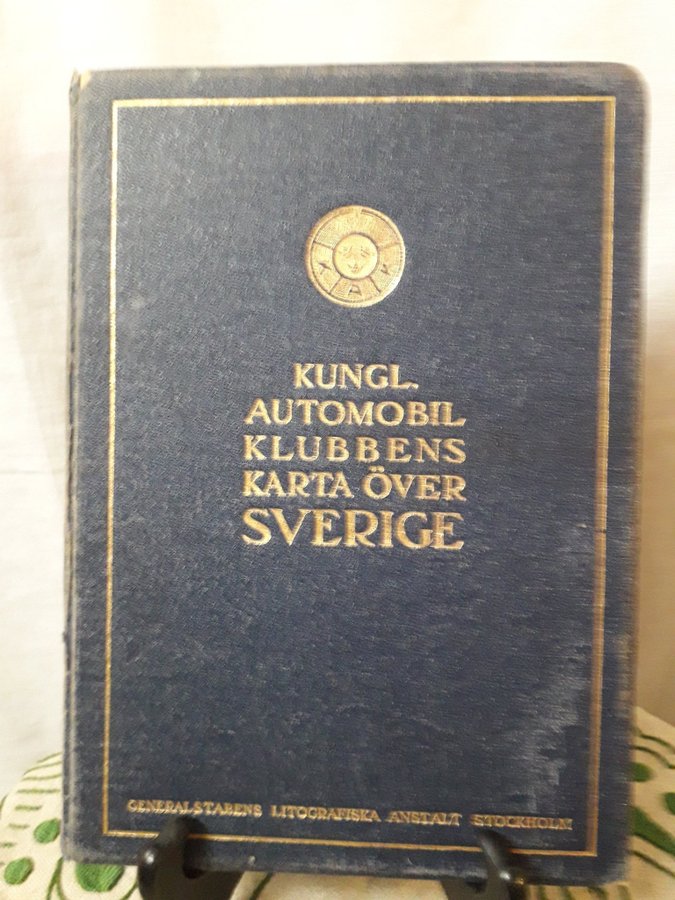 K A K
KUNGL.
AUTOMOBIL
KLUBBENS
KARTA ÖVER
SVERIGE
GENERALSTABENS LITOGRAFISKA ANSTALT STOCKHOLM